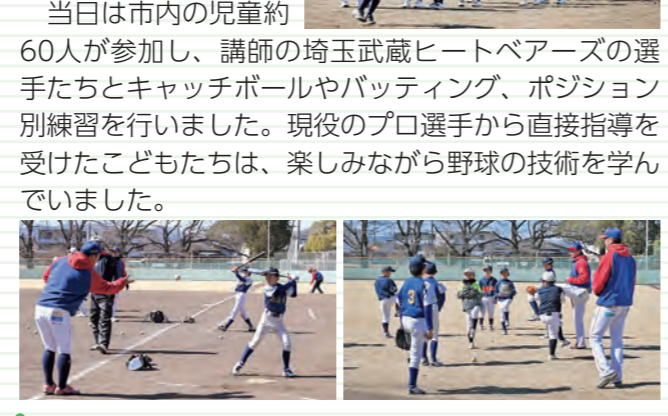 当日は市内の児童約
60人が参加し、講師の埼玉武蔵ヒートベアーズの選
手たちとキャッチボールやバッティング、ポジション
別練習を行いました。現役のプロ選手から直接指導を
受けたこどもたちは、楽しみながら野球の技術を学ん
でいました。
3